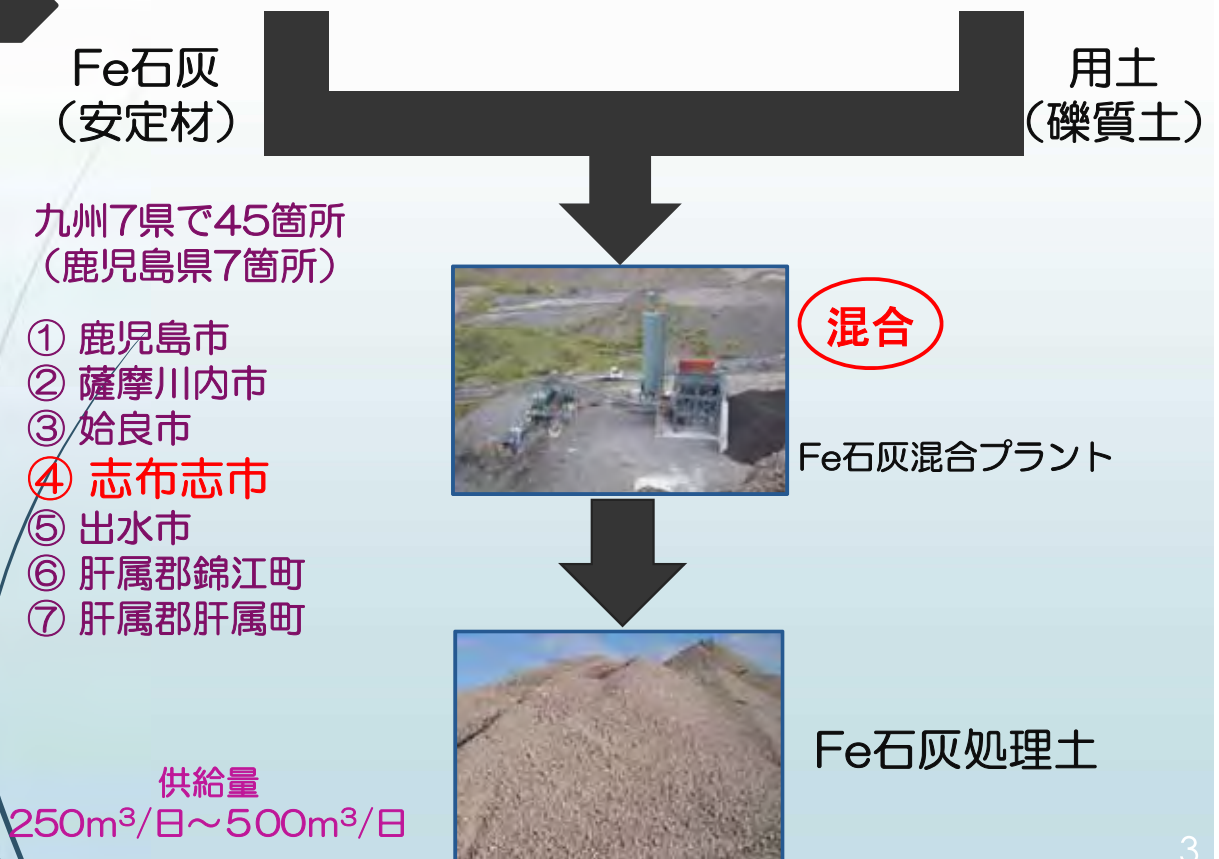 Fe石灰
（安定材）
用土
（礫質土）
九州7県で45箇所
（鹿児島県7箇所）
① 鹿児島市
② 薩摩川内市
③ 姶良市
④ 志布志市
⑤ 出水市
⑥ 肝属郡錦江町
⑦ 肝属郡肝属町
混合
Fe石灰混合プラント
Fe石灰処理土
供給量
250m³/日～500m³/日
3